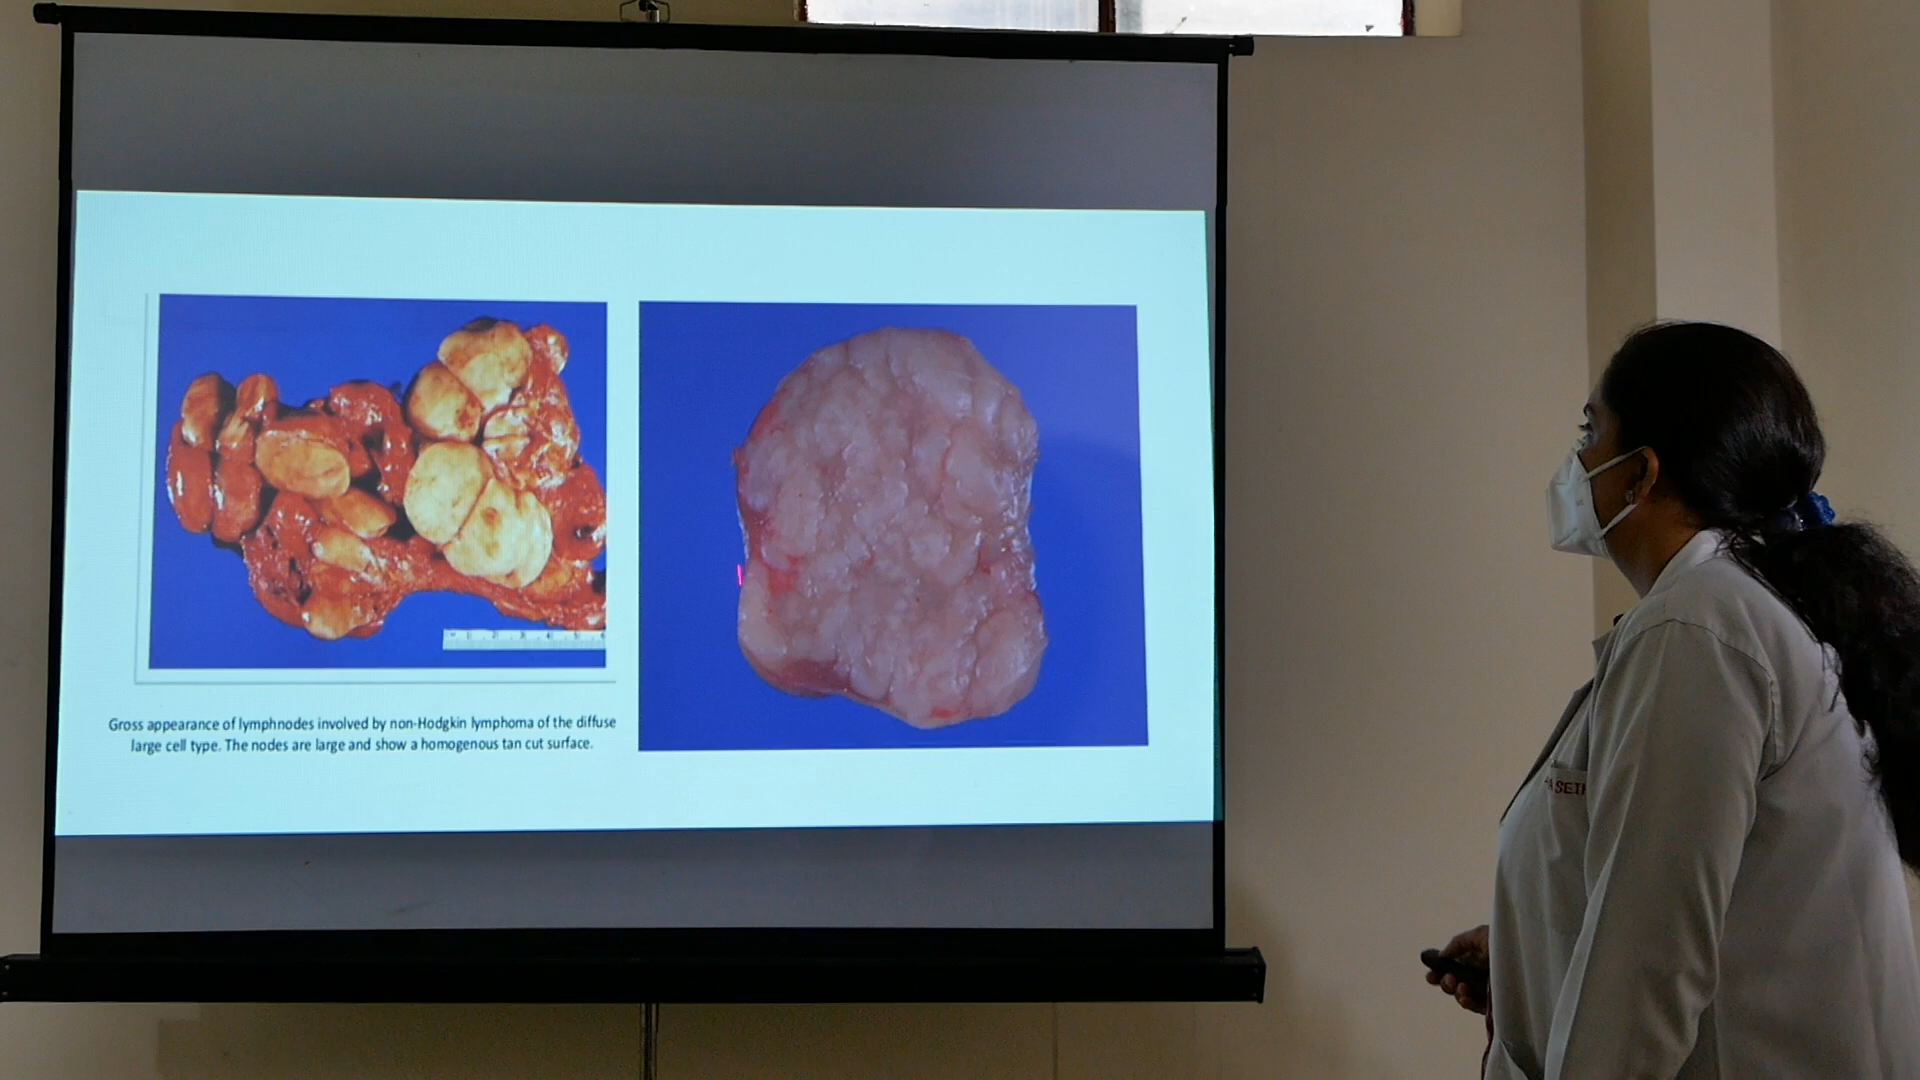 Gross appearance of lymphnodes involved by non-Hodgkin lymphoma of the diffuse
large cell type. The nodes are large and show a homogenous tan cut surface.